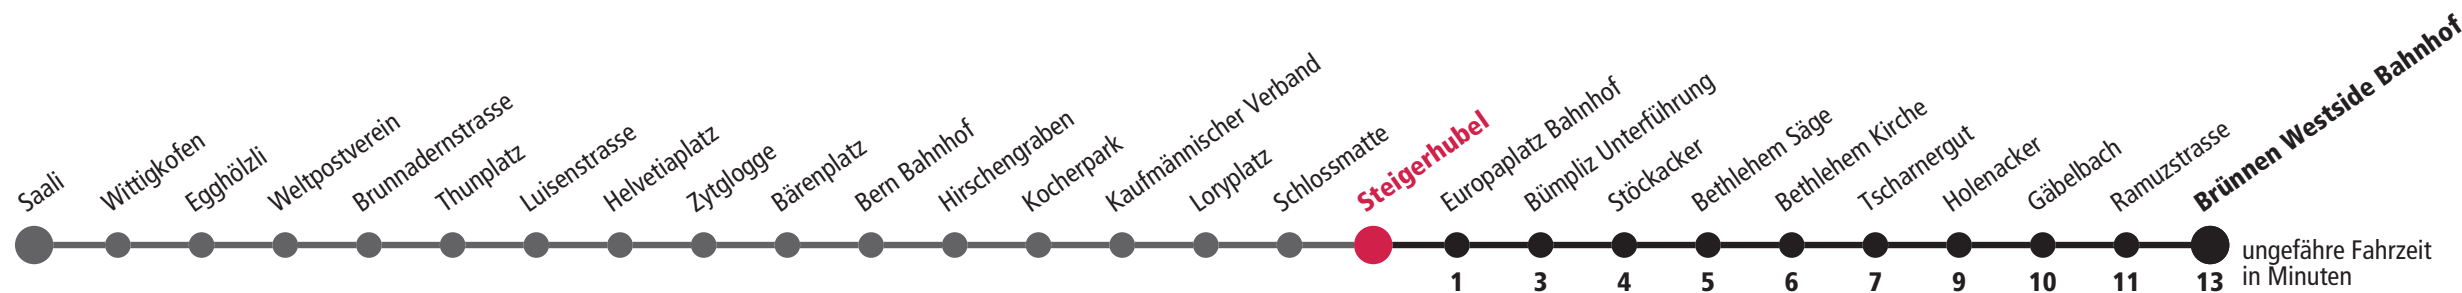 Saali
Wittigkofen
Egghölzli
Weltpostverein
Brunnadernstrasse
Thunplatz
Luisenstrasse
Helvetiaplatz
Zytglogge
Bärenplatz
Bern Bahnhof
Hirschengraben
Kocherpark
Kaufmännischer Verband
Loryplatz
Schlossmatte
Steigerhubel
Europaplatz Bahnhof
Bümpliz Unterführung
Stöckacker
Bethlehem Säge
Bethlehem Kirche
Tscharnergut
Holenacker
Gäbelbach
Ramuzstrasse
Brünnen Westside Bahnhof
1 3 4 5 6 7 9 10 11 13
ungefähre Fahrzeit
in Minuten